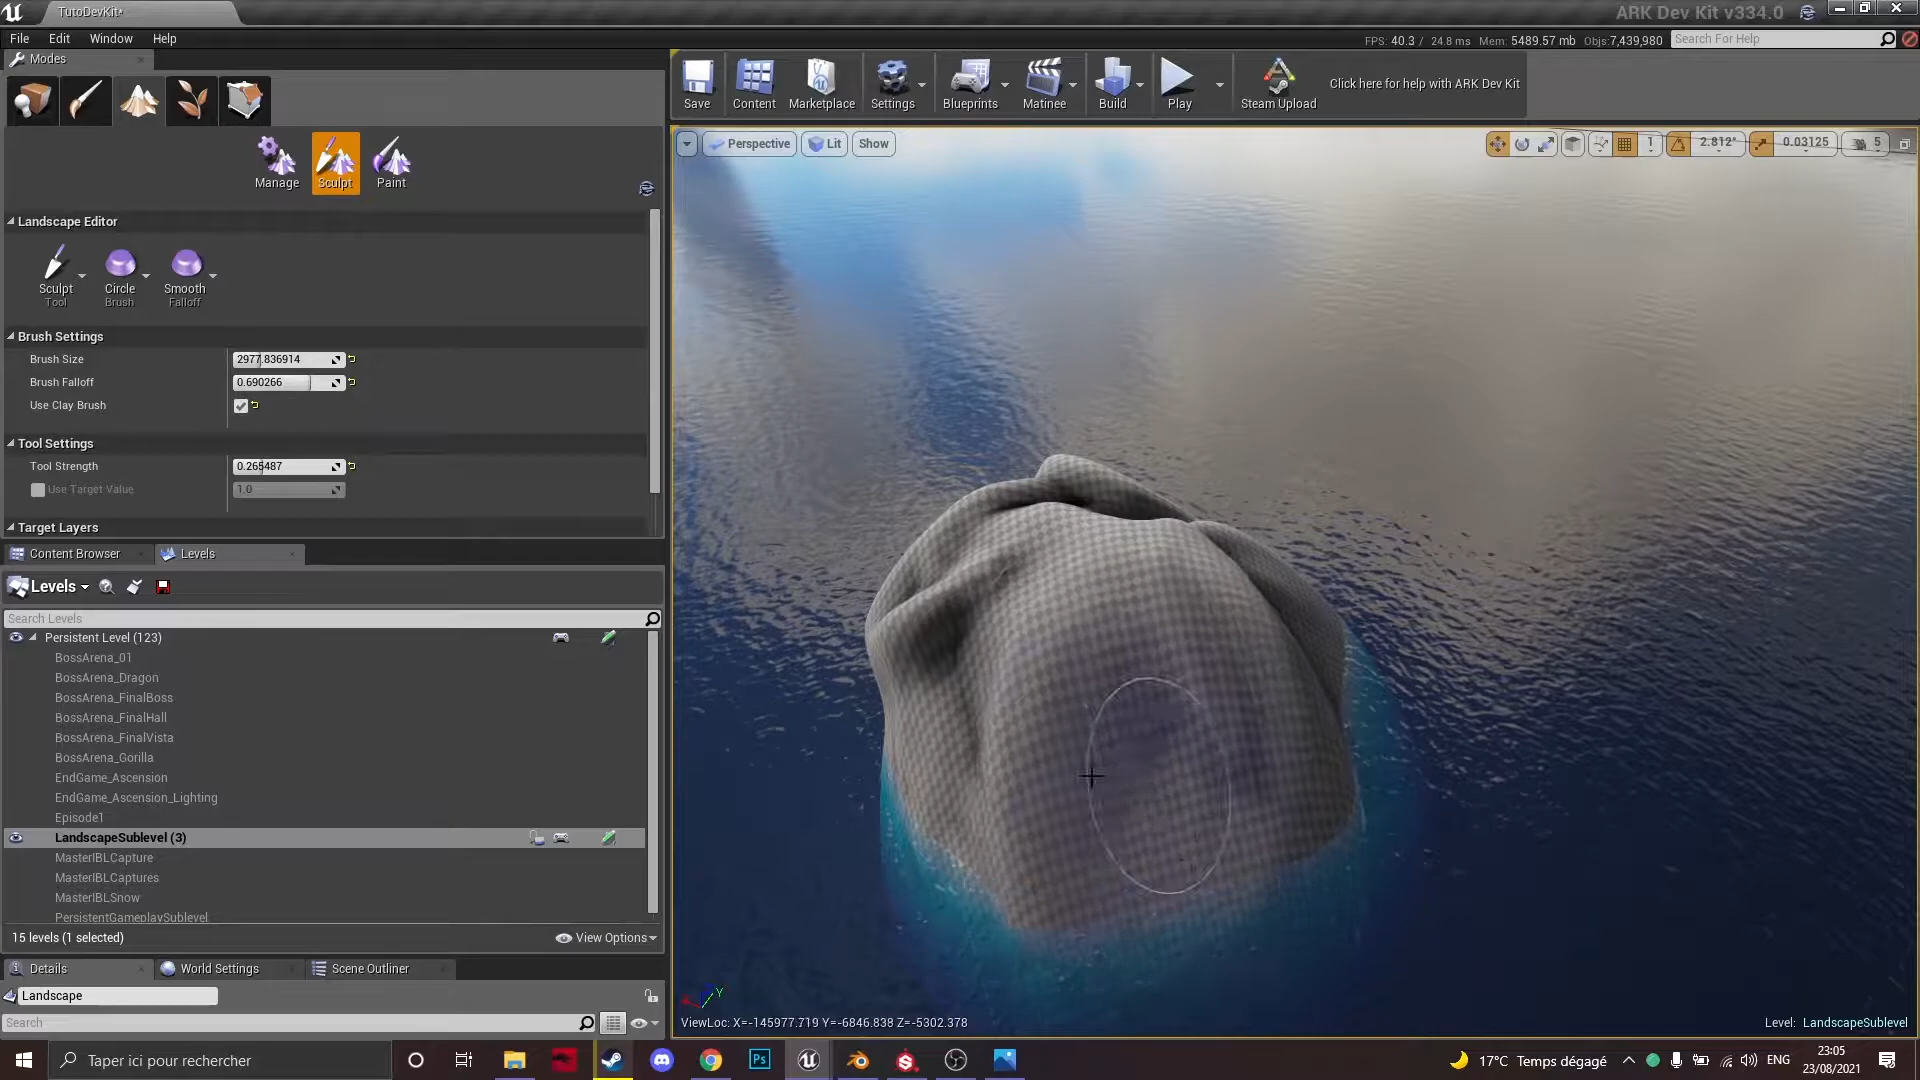 TutoDevKit*
ARK Dev Kit v334.0
File Edit Window Help
FPS: 40.3 / 24.8 ms Mem: 5489.57 mb Objs:7,439,980 Search For Help
Modes
Save Content Marketplace Settings Blueprints Matinee Build Play Steam Upload Click here for help with ARK Dev Kit
Manage Sculpt Paint
Perspective Lit Show 1 2.812° 0.03125 5
Landscape Editor
Sculpt Circle Smooth
Tool Brush Falloff
Brush Settings
Brush Size 2977.836914
Brush Falloff 0.690266
Use Clay Brush
Tool Settings
Tool Strength 0.265487
Use Target Value 1.0
Target Layers
Content Browser Levels
Levels
Search Levels
Persistent Level (123)
BossArena_01
BossArena_Dragon
BossArena_FinalBoss
BossArena_FinalHall
BossArena_FinalVista
BossArena_Gorilla
EndGame_Ascension
EndGame_Ascension_Lighting
Episode1
LandscapeSublevel (3)
MasterIBLCapture
MasterIBLCaptures
MasterIBLSnow
PersistentGameplaySublevel
15 levels (1 selected) View Options
Details World Settings Scene Outliner
Landscape
Search
Y
ViewLoc: X=-145977.719 Y=-6846.838 Z=-5302.378 Level: LandscapeSublevel
Taper ici pour rechercher Ps 17°C Temps dégagé ENG 23:05
23/08/2021